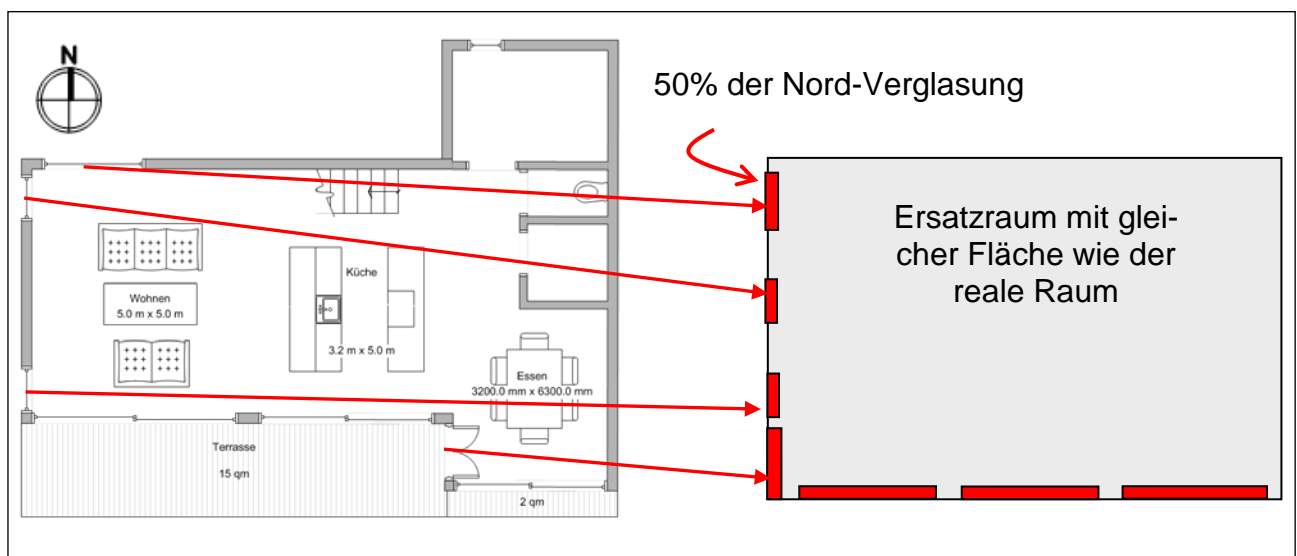 N
50% der Nord-Verglasung
Ersatzraum mit glei-
cher Fläche wie der
reale Raum
Küche
Wohnen
5.0 m x 5.0 m
3.2 m x 5.0 m
Essen
3200.0 mm x 6300.0 mm
Terrasse
15 qm
2 qm